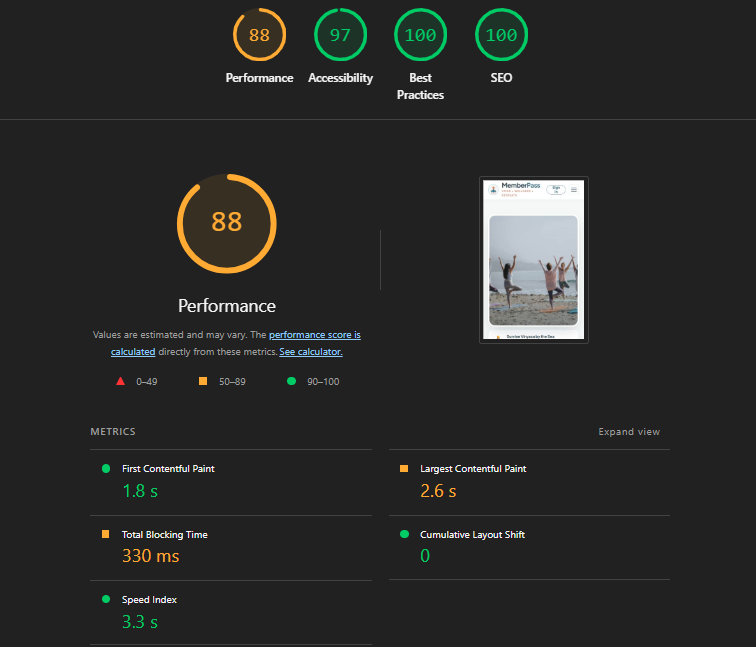 88
97
100
100
Performance
Accessibility
Best
Practices
SEO
88
Performance
Values are estimated and may vary. The performance score is
calculated directly from these metrics. See calculator.
0–49
50–89
90–100
MemberPass
Sign
in
METRICS
Expand view
First Contentful Paint
1.8 s
Largest Contentful Paint
2.6 s
Total Blocking Time
330 ms
Cumulative Layout Shift
0
Speed Index
3.3 s